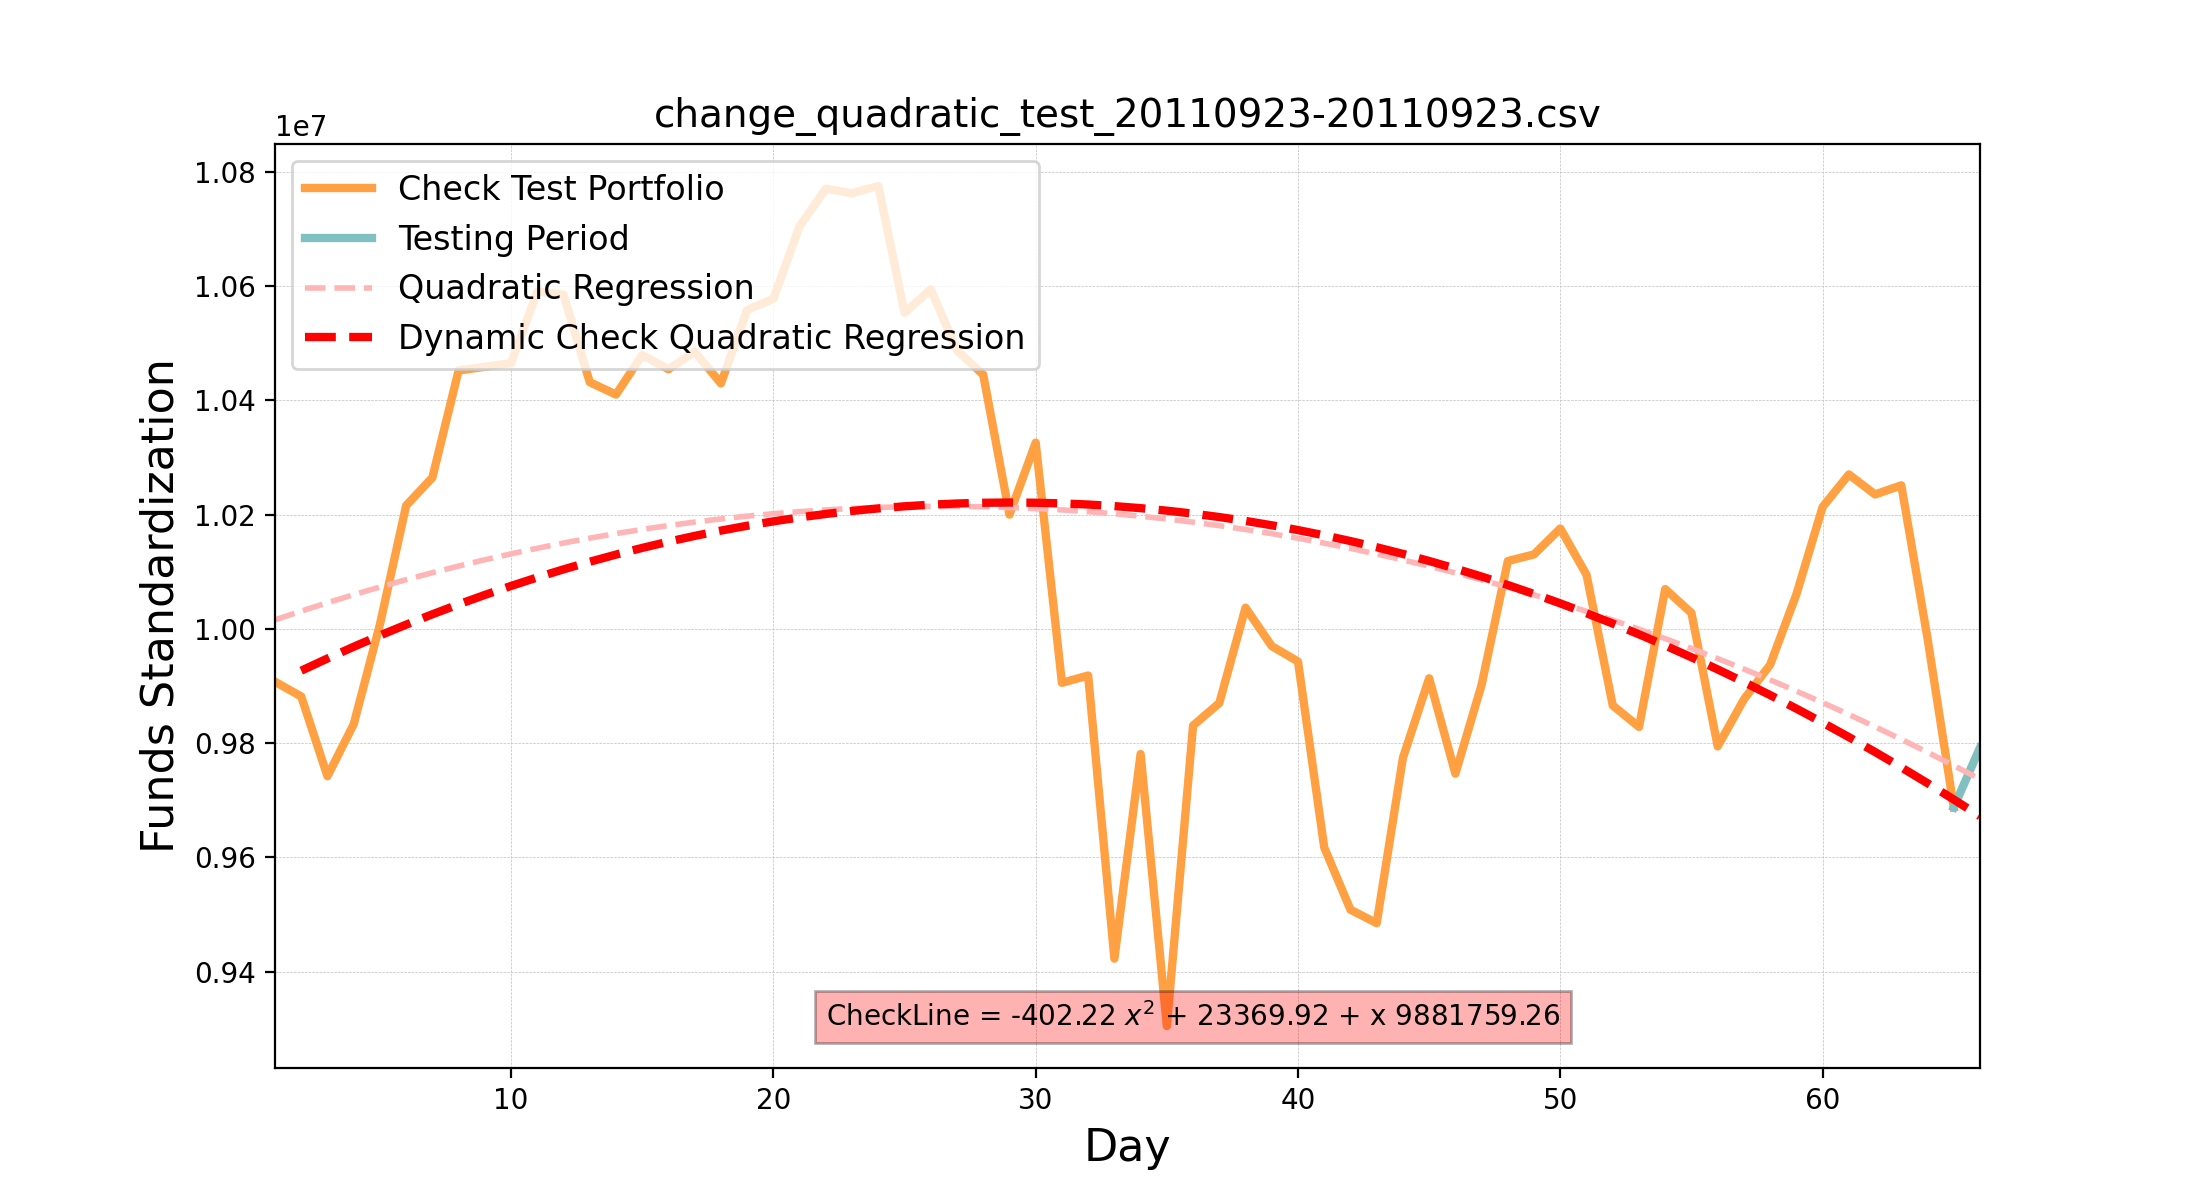 change_quadratic_test_20110923-20110923.csv
1e7
1.08
1.06
1.04
1.02
1.00
0.98
0.96
0.94
Funds Standardization
Check Test Portfolio
Testing Period
Quadratic Regression
Dynamic Check Quadratic Regression
CheckLine = -402.22 x² + 23369.92 + x 9881759.26
10 20 30 40 50 60
Day